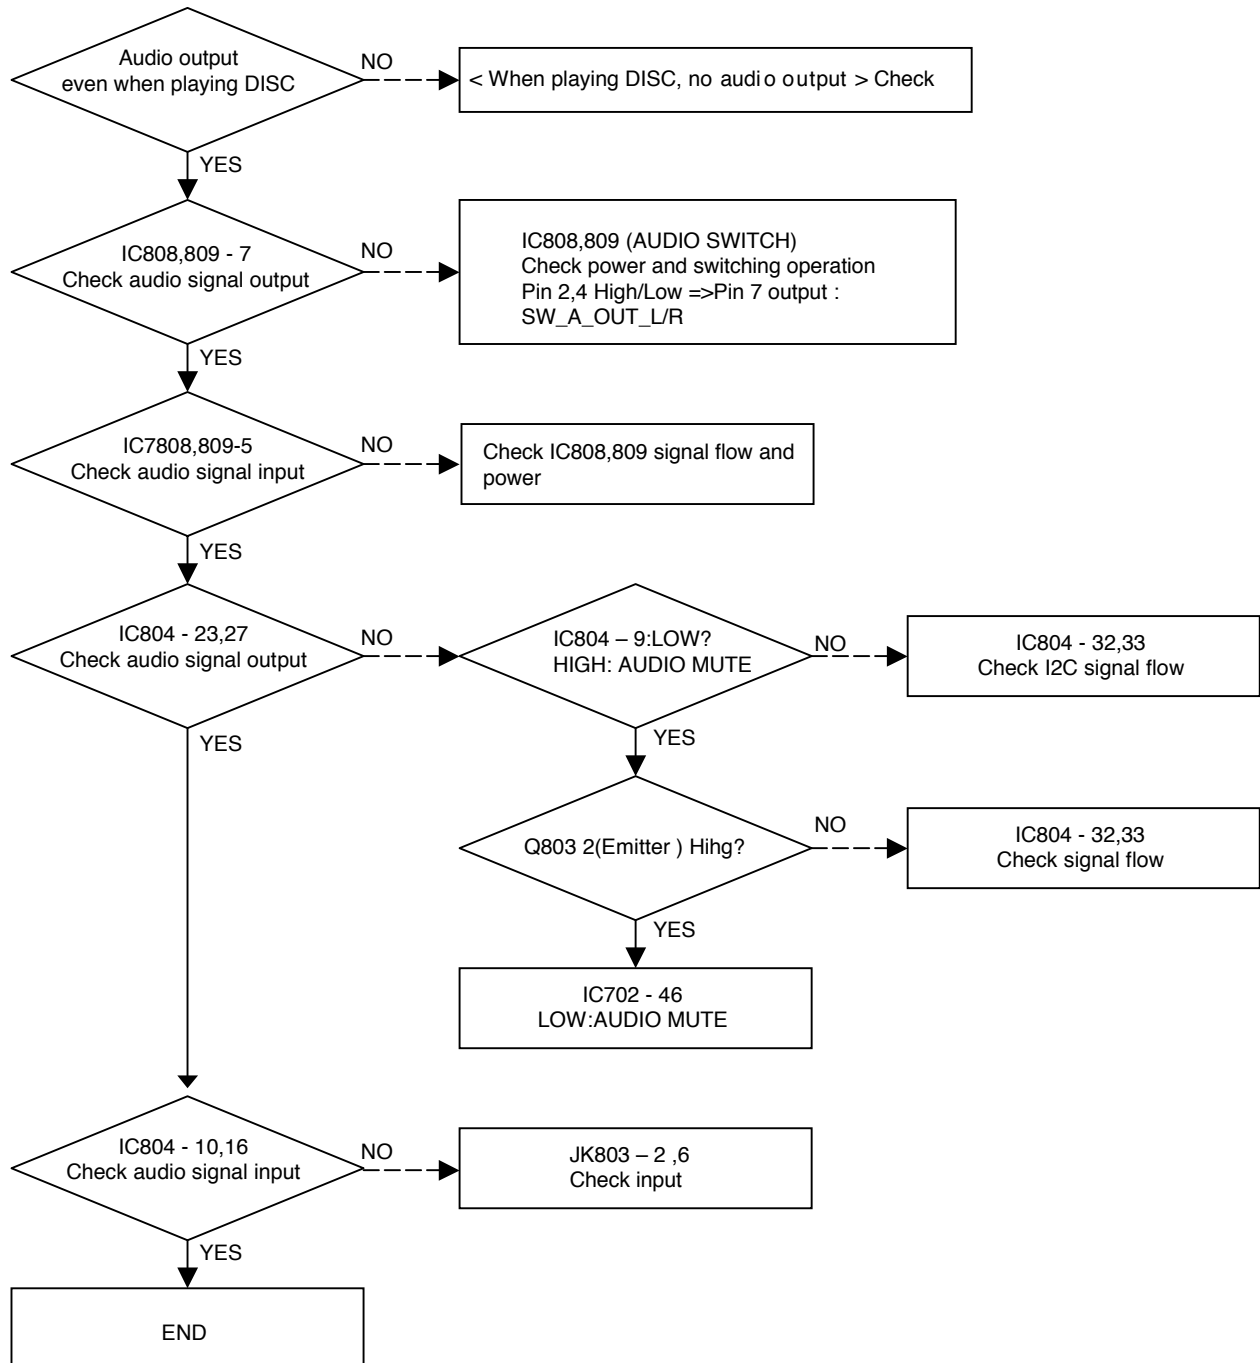 Audio output
even when playing DISC
NO
< When playing DISC, no audio output > Check
YES
IC808,809 - 7
Check audio signal output
NO
IC808,809 (AUDIO SWITCH)
Check power and switching operation
Pin 2,4 High/Low =>Pin 7 output :
SW_A_OUT_L/R
YES
IC7808,809-5
Check audio signal input
NO
Check IC808,809 signal flow and
power
YES
IC804 - 23,27
Check audio signal output
NO
IC804 – 9:LOW?
HIGH: AUDIO MUTE
NO
IC804 - 32,33
Check I2C signal flow
YES
YES
Q803 2(Emitter ) Hihg?
NO
IC804 - 32,33
Check signal flow
YES
IC702 - 46
LOW:AUDIO MUTE
IC804 - 10,16
Check audio signal input
NO
JK803 – 2 ,6
Check input
YES
END